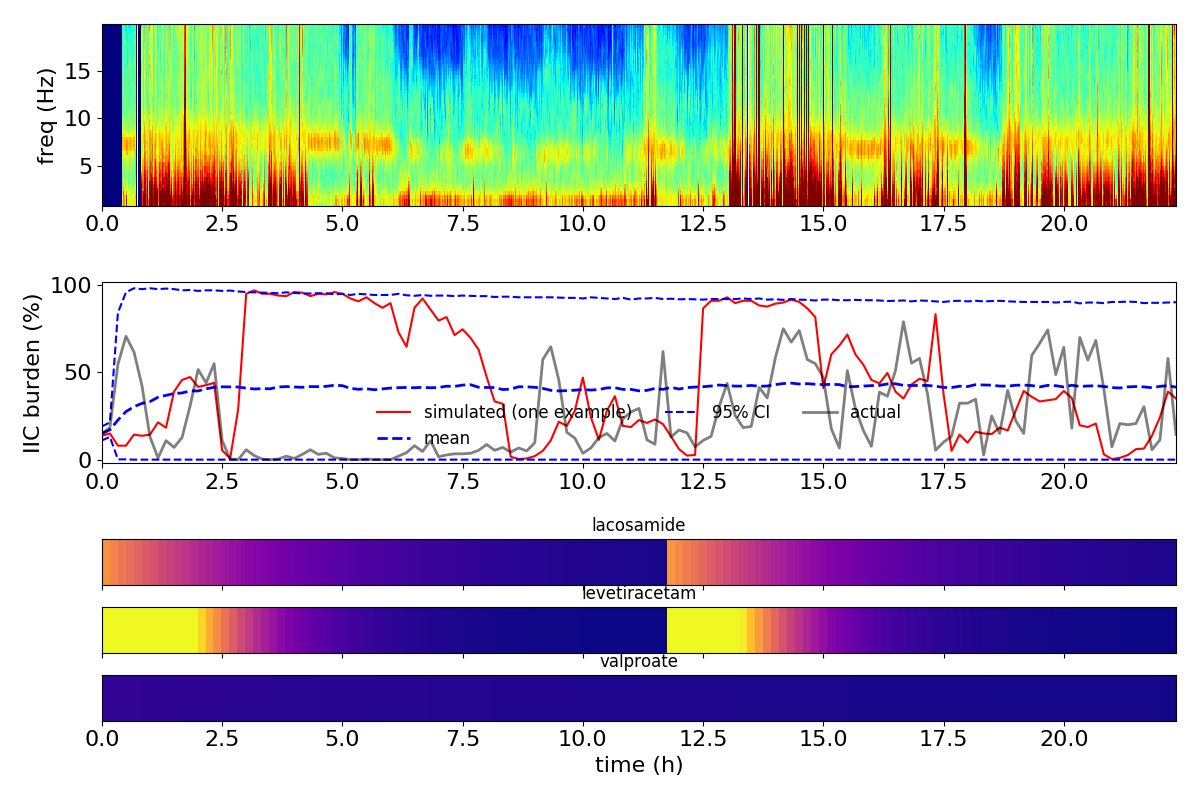 freq (Hz)
15
10
5
0.0 2.5 5.0 7.5 10.0 12.5 15.0 17.5 20.0
IIC burden (%)
100
50
0
simulated (one example) 95% CI actual
mean
0.0 2.5 5.0 7.5 10.0 12.5 15.0 17.5 20.0
lacosamide
levetiracetam
valproate
0.0 2.5 5.0 7.5 10.0 12.5 15.0 17.5 20.0
time (h)